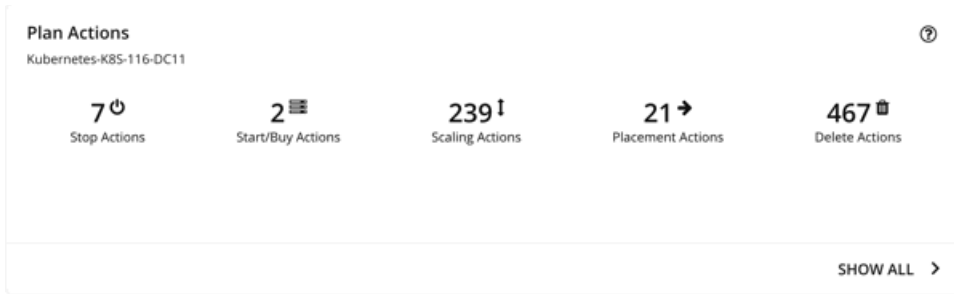 Plan Actions
Kubernetes-K8S-116-DC11
7 2 239 21 467
Stop Actions Start/Buy Actions Scaling Actions Placement Actions Delete Actions
SHOW ALL